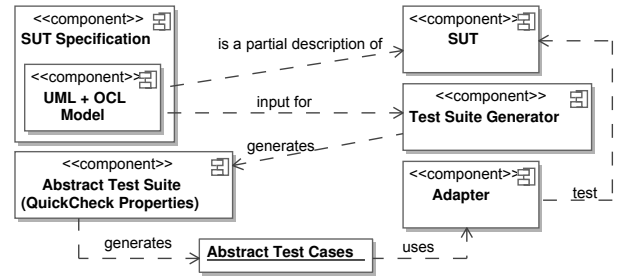 <<component>>
SUT Specification
<<component>>
UML + OCL
Model
is a partial description of
<<component>>
SUT
input for
<<component>>
Test Suite Generator
generates
<<component>>
Abstract Test Suite
(QuickCheck Properties)
<<component>>
Adapter
test
generates
Abstract Test Cases
uses